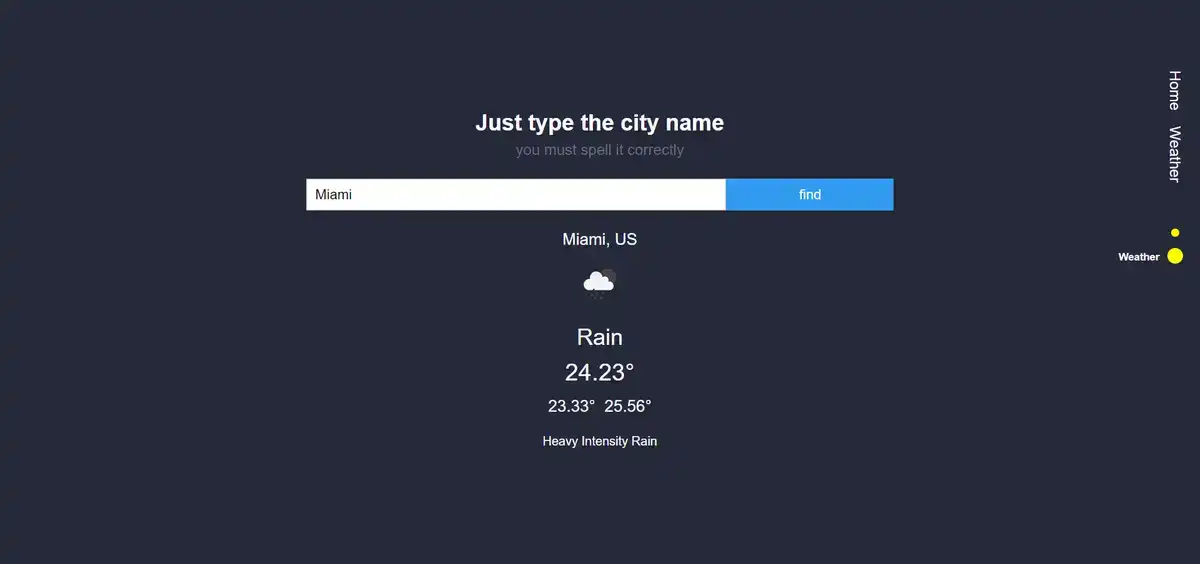 Just type the city name
you must spell it correctly
Miami
find
Miami, US
Rain
24.23°
23.33° 25.56°
Heavy Intensity Rain
Home
Weather
Weather